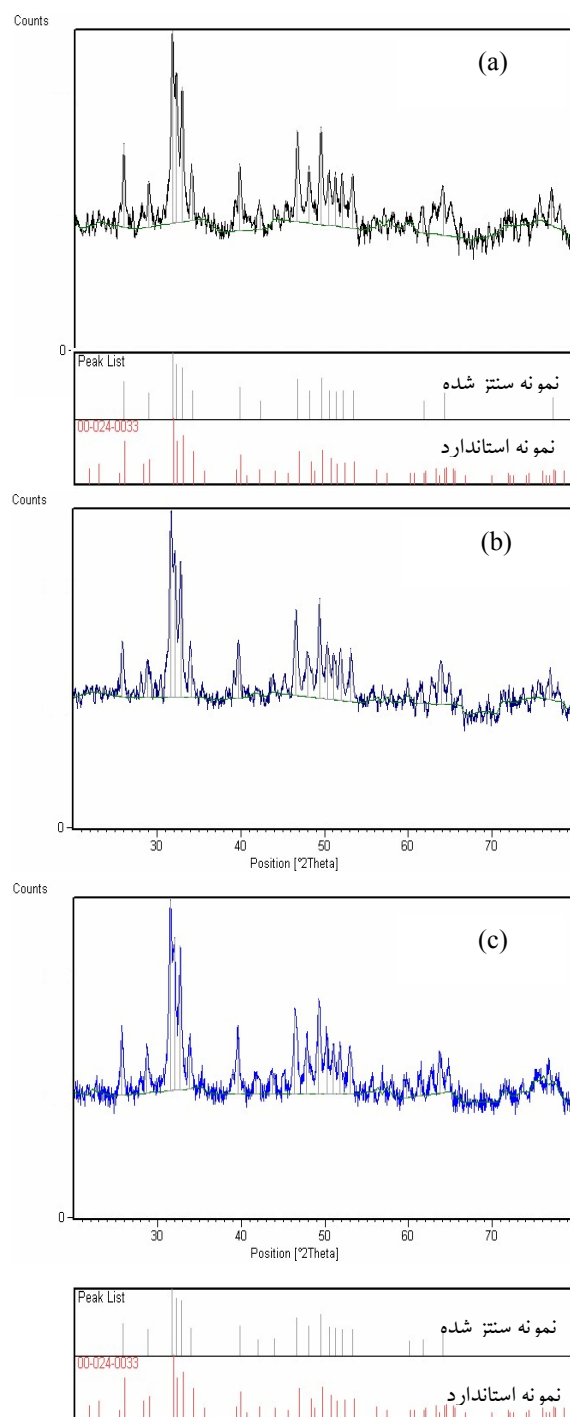 Counts
(a)
0
Peak List
نمونه سنتز شده
00-024-0033
نمونه استاندارد
Counts
(b)
0
30 40 50 60 70
Position [°2Theta]
Counts
(c)
0
30 40 50 60 70
Position [°2Theta]
Peak List
نمونه سنتز شده
00-024-0033
نمونه استاندارد